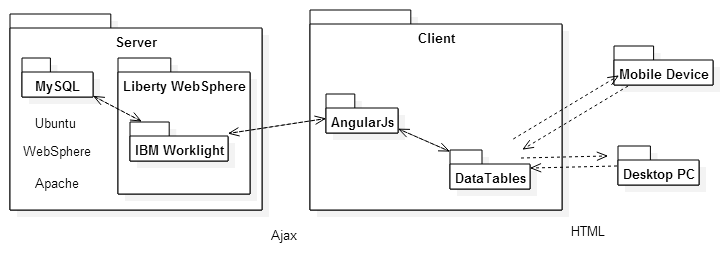 Server
MySQL
Liberty WebSphere
Ubuntu
WebSphere
Apache
IBM Worklight
Client
AngularJs
DataTables
Mobile Device
Desktop PC
Ajax
HTML